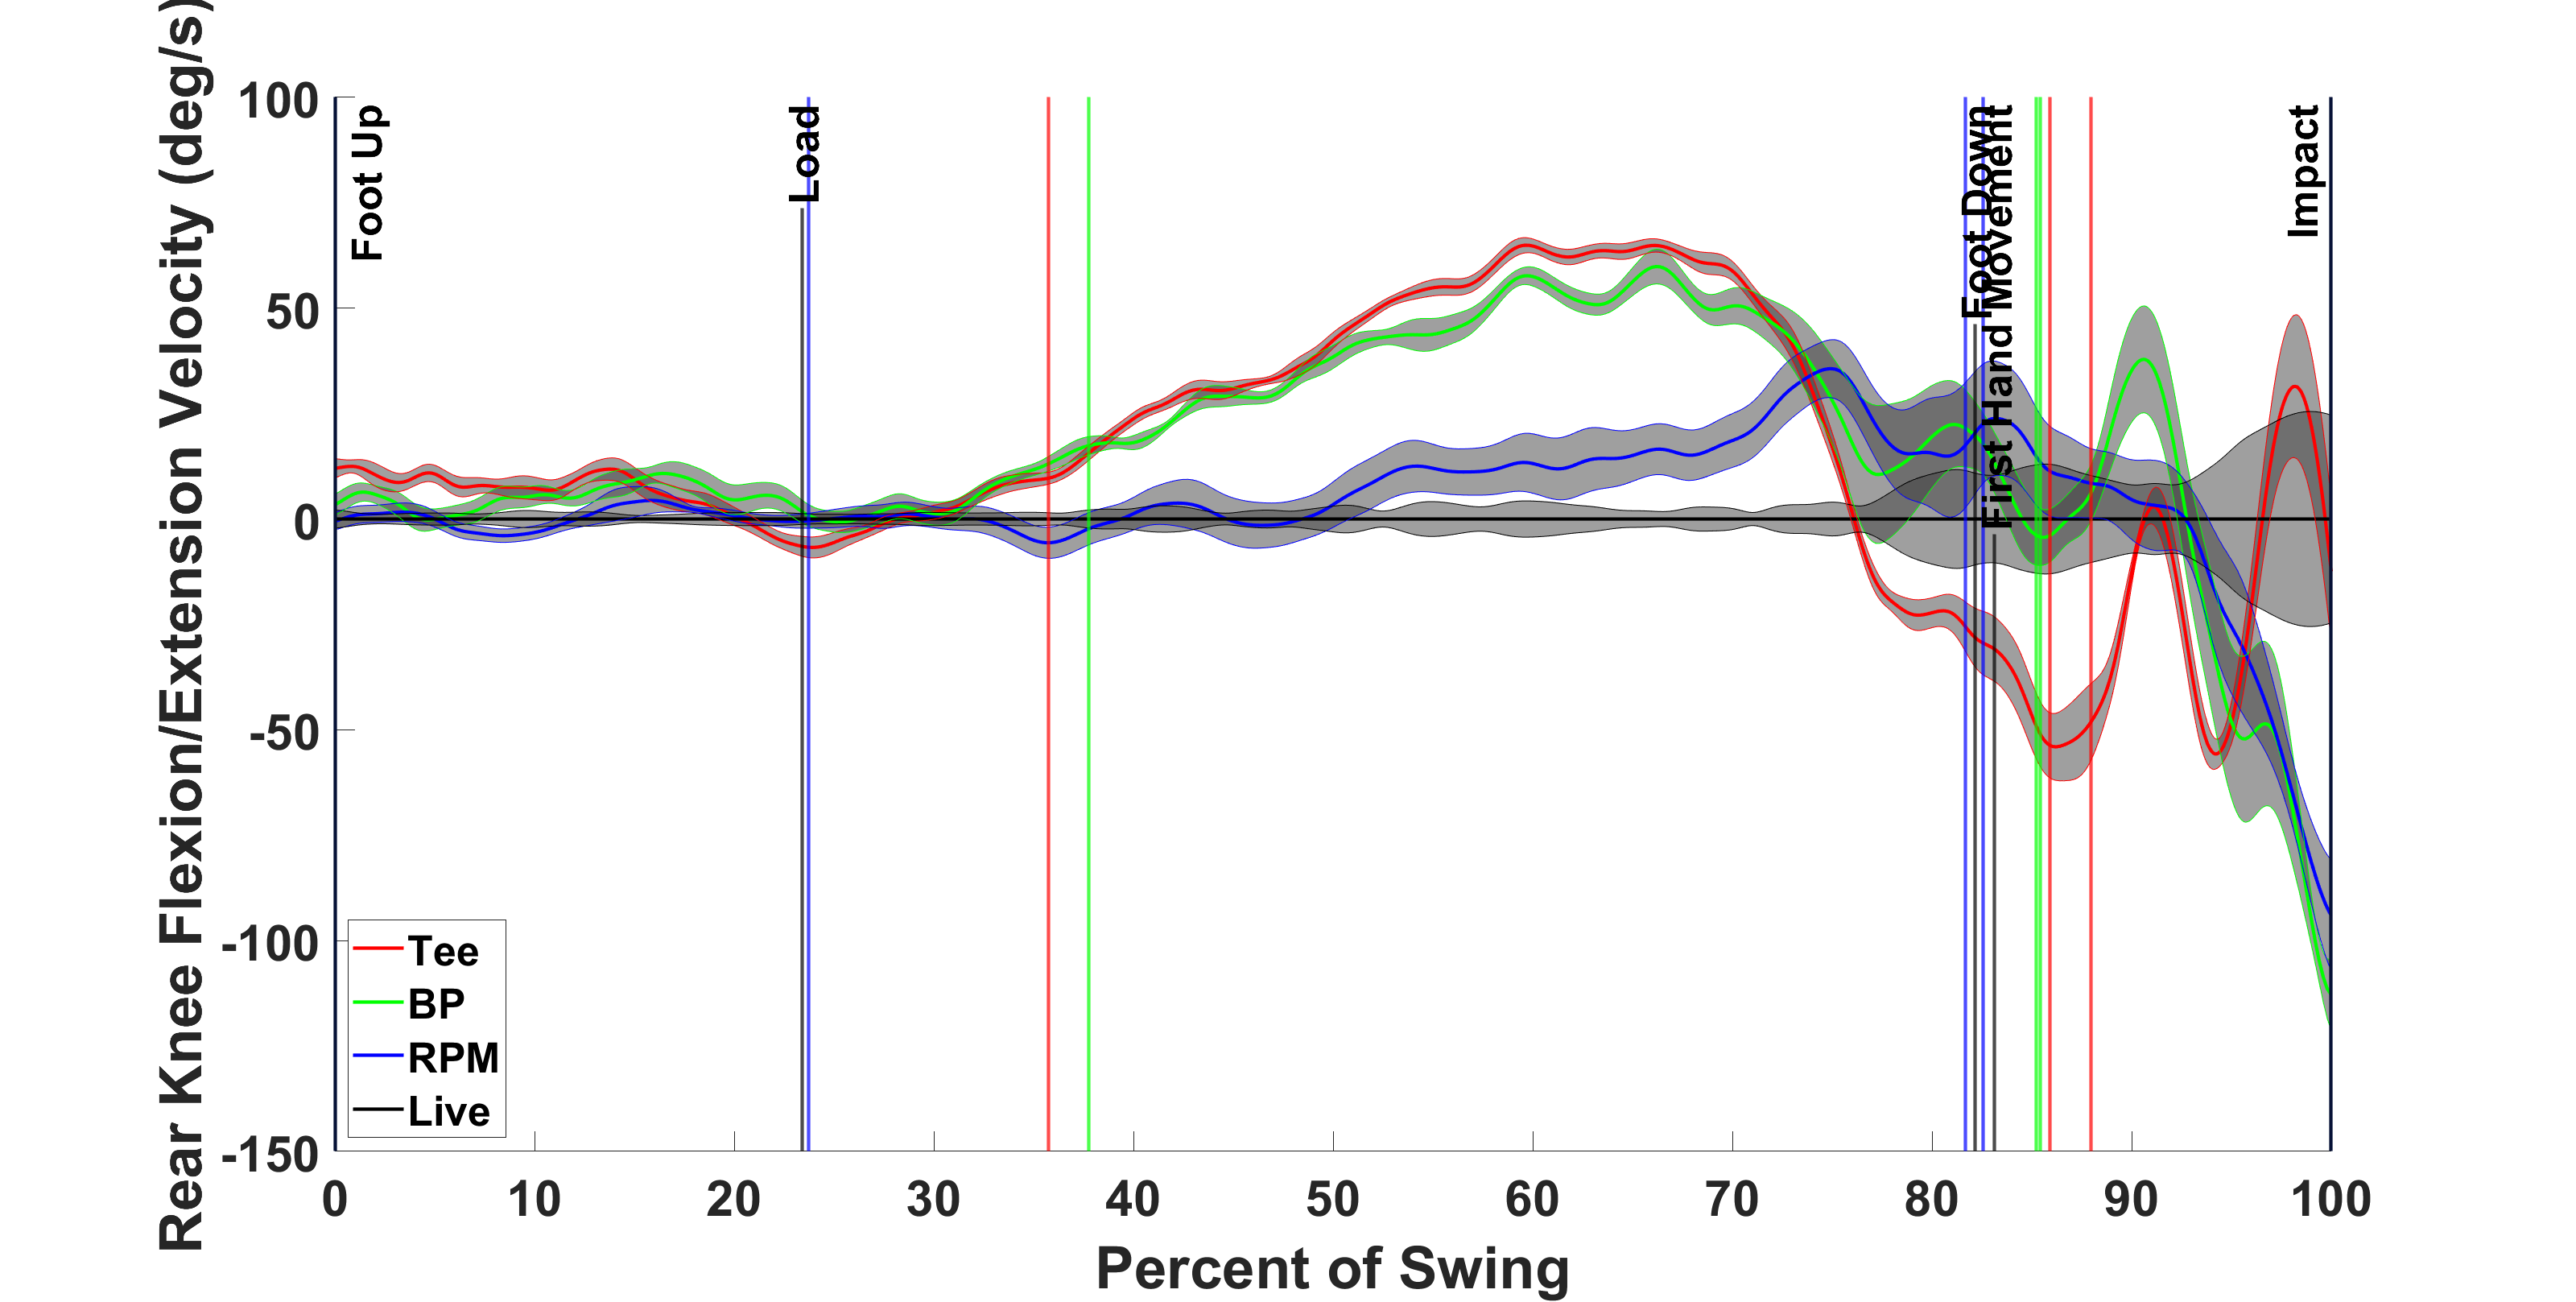 Rear Knee Flexion/Extension Velocity (deg/s)
100
50
0
-50
-100
-150
Foot Up
Load
Foot Down
First Hand Movement
Impact
Tee
BP
RPM
Live
0 10 20 30 40 50 60 70 80 90 100
Percent of Swing